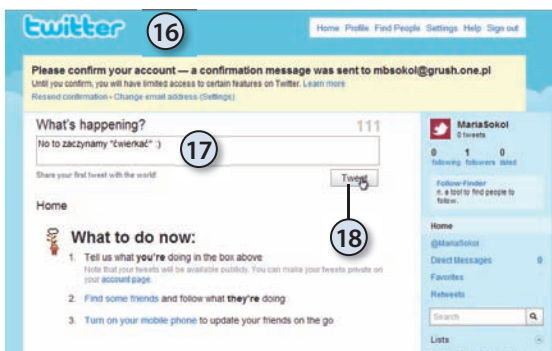 twitter
16
Home Profile Find People Settings Help Sign out
Please confirm your account — a confirmation message was sent to mbsokol@grush.one.pl
Until you confirm, you will have limited access to certain features on Twitter. Learn more
Resend confirmation · Change email address (Settings)
What's happening?
111
No to zaczynamy "ćwierkać" :)
17
Share your first tweet with the world!
Tweet
18
Home
What to do now:
1. Tell us what you're doing in the box above
Note that your tweets will be available publicly. You can make your tweets private on
your account page.
2. Find some friends and follow what they're doing
3. Turn on your mobile phone to update your friends on the go
MariaSokol
0 tweets
0 1 0
following followers listed
Follow Finder
n. a tool to find people to
follow.
Home
@MariaSokol
Direct Messages 0
Favorites
Retweets
Search
Lists